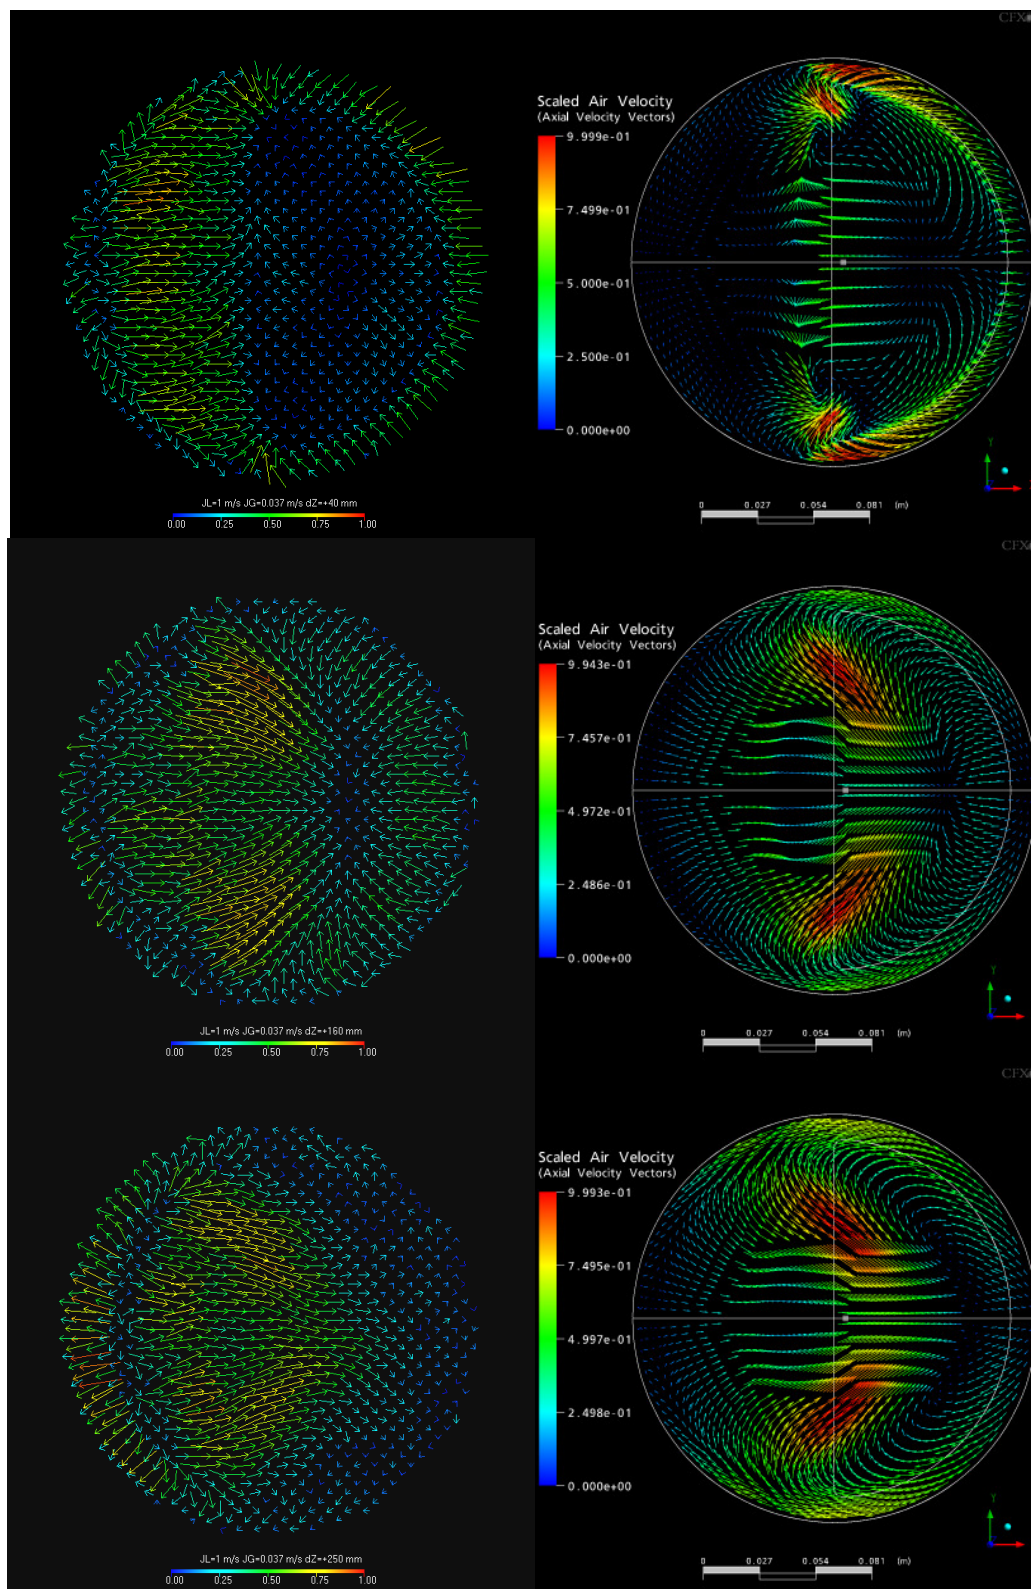 CFX
Scaled Air Velocity
(Axial Velocity Vectors)
9.999e-01
7.499e-01
5.000e-01
2.500e-01
0.000e+00
Y
0 0.027 0.054 0.081 (m)
JL=1 m/s JG=0.037 m/s dZ=+40 mm
0.00 0.25 0.50 0.75 1.00
CFX
Scaled Air Velocity
(Axial Velocity Vectors)
9.943e-01
7.457e-01
4.972e-01
2.486e-01
0.000e+00
Y
0 0.027 0.054 0.081 (m)
JL=1 m/s JG=0.037 m/s dZ=+160 mm
0.00 0.25 0.50 0.75 1.00
CFX
Scaled Air Velocity
(Axial Velocity Vectors)
9.993e-01
7.495e-01
4.997e-01
2.498e-01
0.000e+00
Y
0 0.027 0.054 0.081 (m)
JL=1 m/s JG=0.037 m/s dZ=+250 mm
0.00 0.25 0.50 0.75 1.00